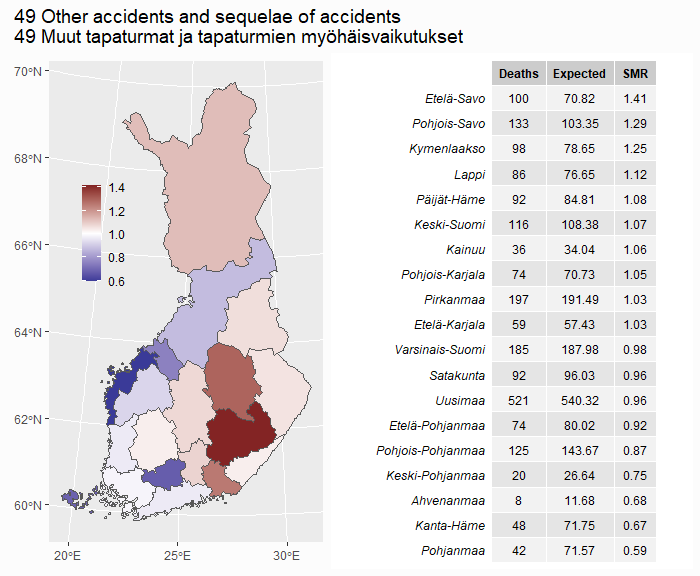 49 Other accidents and sequelae of accidents
49 Muut tapaturmat ja tapaturmien myöhäisvaikutukset
70°N
68°N
66°N
64°N
62°N
60°N
20°E 25°E 30°E
1.4
1.2
1.0
0.8
0.6
Deaths Expected SMR
Etelä-Savo 100 70.82 1.41
Pohjois-Savo 133 103.35 1.29
Kymenlaakso 98 78.65 1.25
Lappi 86 76.65 1.12
Päijät-Häme 92 84.81 1.08
Keski-Suomi 116 108.38 1.07
Kainuu 36 34.04 1.06
Pohjois-Karjala 74 70.73 1.05
Pirkanmaa 197 191.49 1.03
Etelä-Karjala 59 57.43 1.03
Varsinais-Suomi 185 187.98 0.98
Satakunta 92 96.03 0.96
Uusimaa 521 540.32 0.96
Etelä-Pohjanmaa 74 80.02 0.92
Pohjois-Pohjanmaa 125 143.67 0.87
Keski-Pohjanmaa 20 26.64 0.75
Ahvenanmaa 8 11.68 0.68
Kanta-Häme 48 71.75 0.67
Pohjanmaa 42 71.57 0.59